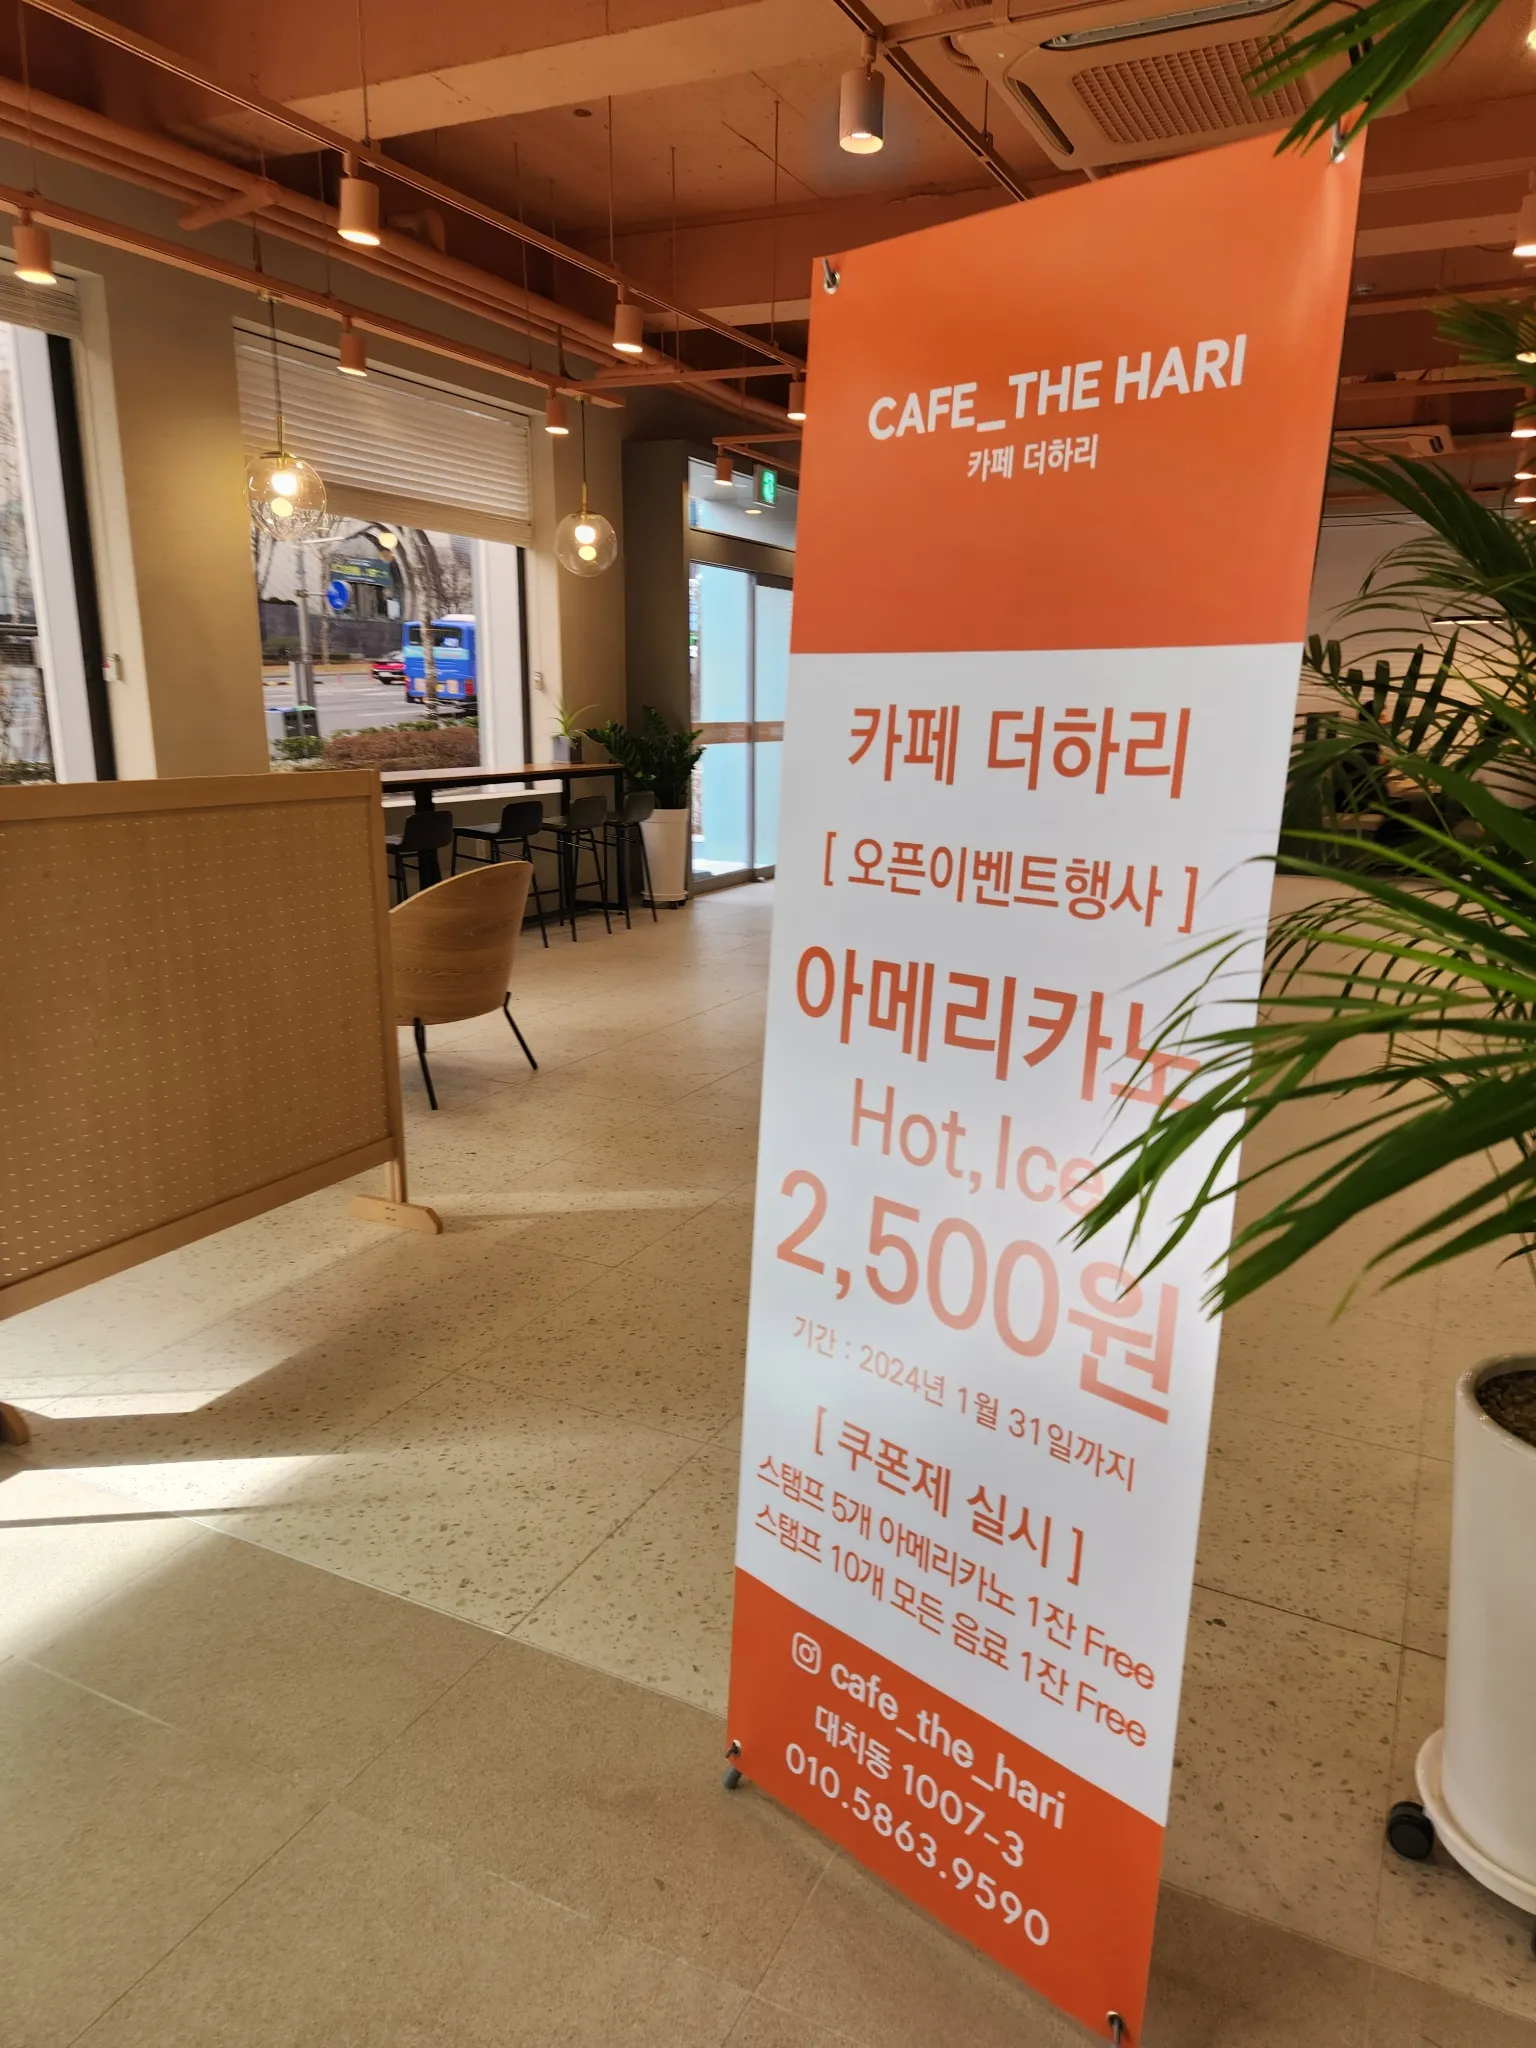 CAFE_THE HARI
카페 더하리
카페 더하리
[ 오픈이벤트행사 ]
아메리카노
Hot, Ice
2,500원
기간 : 2024년 1월 31일까지
[ 쿠폰제 실시 ]
스탬프 5개 아메리카노 1잔 Free
스탬프 10개 모든 음료 1잔 Free
cafe_the_hari
대치동 1007-3
010.5863.9590